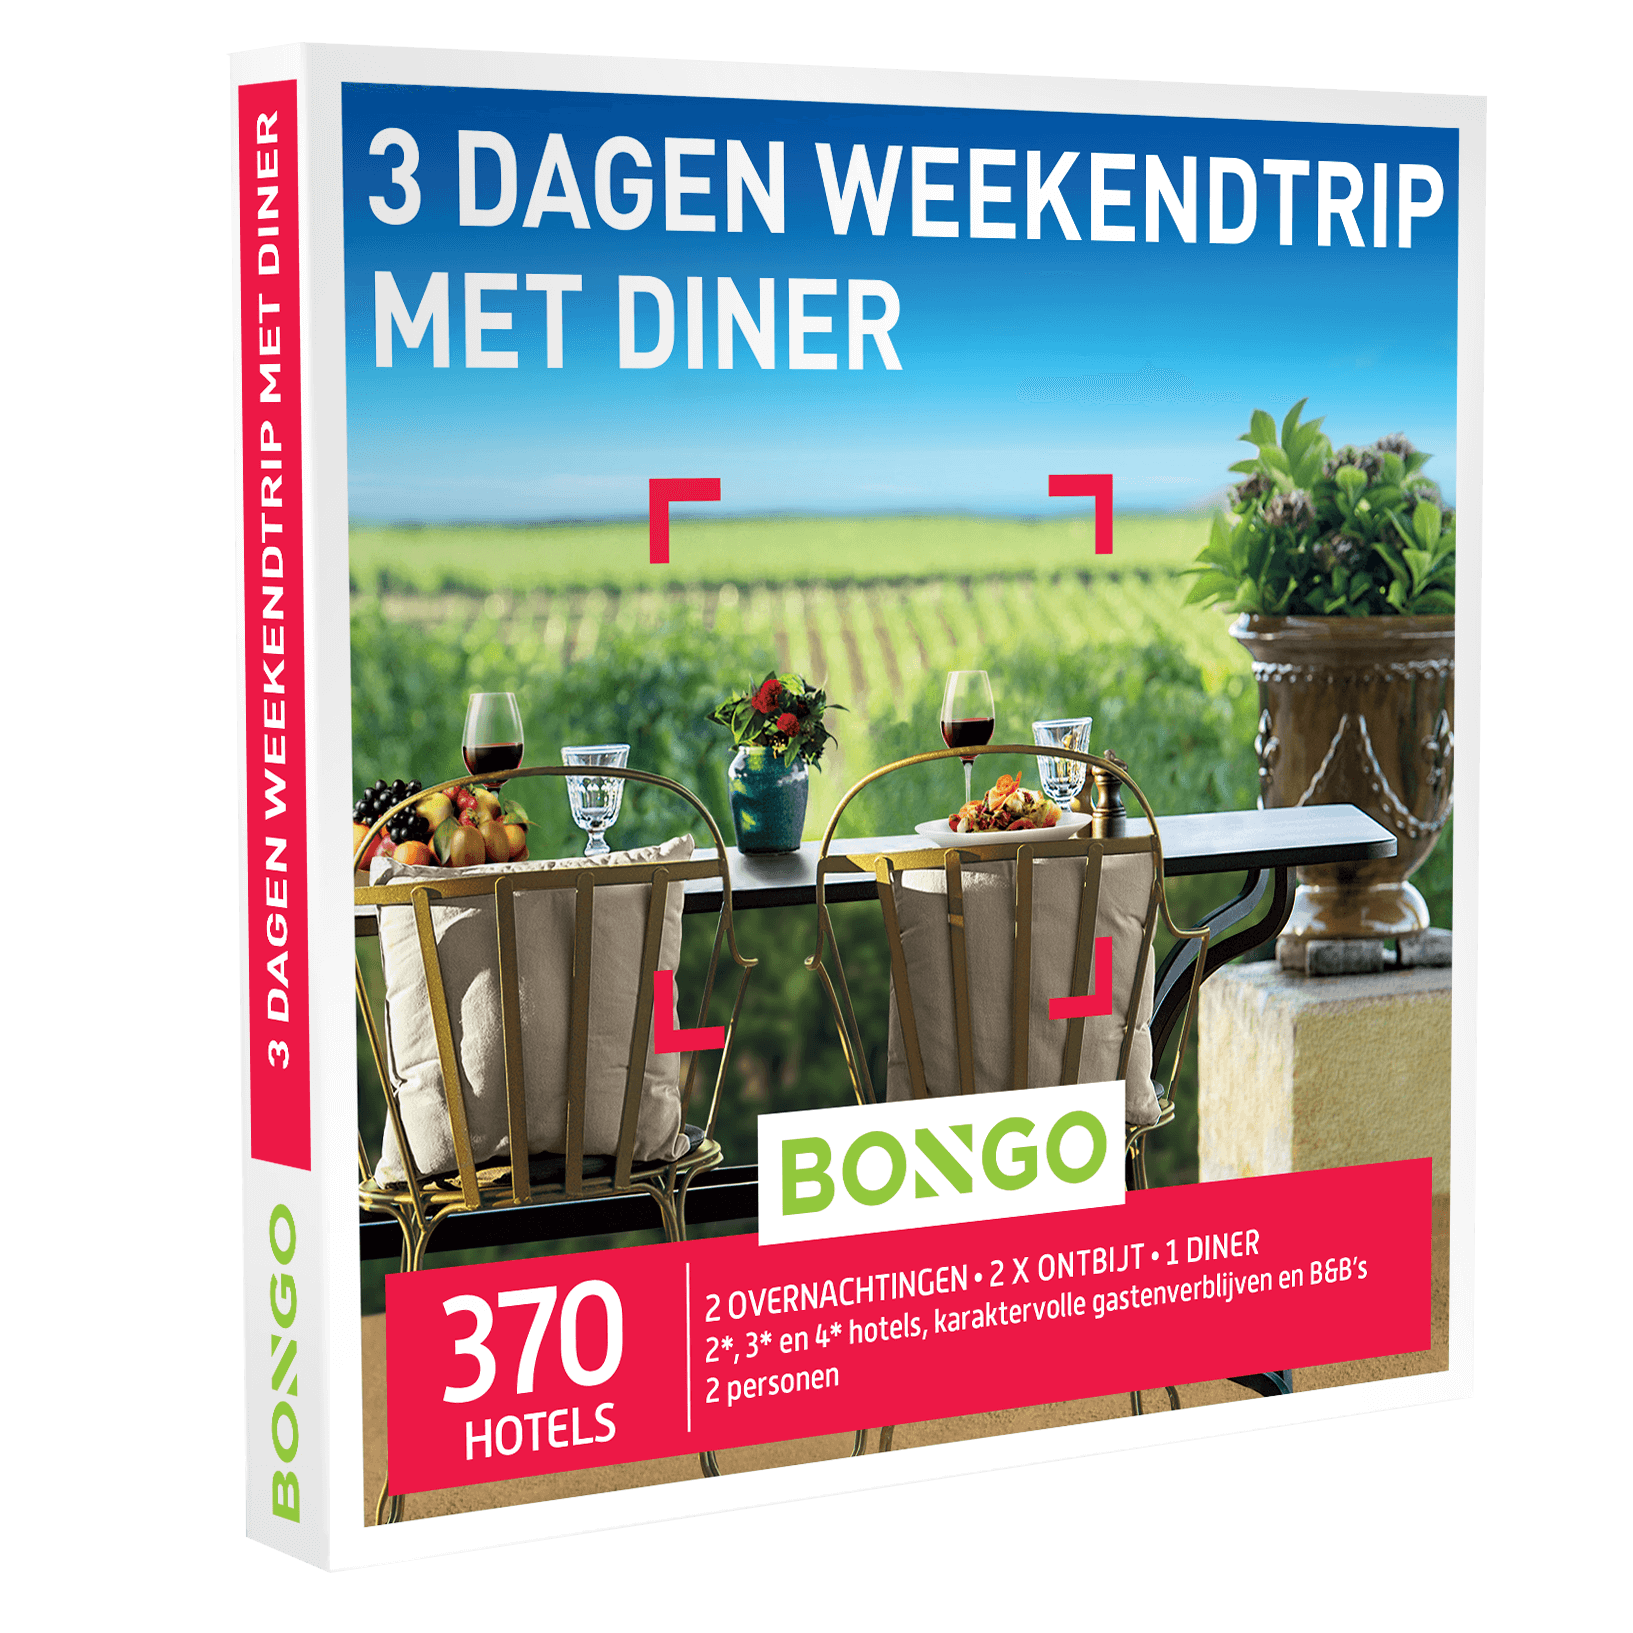 3 DAGEN WEEKENDTRIP
MET DINER
3 DAGEN WEEKENDTRIP MET DINER
BONGO
BONGO
370
HOTELS
2 OVERNACHTINGEN • 2 X ONTBIJT • 1 DINER
2*, 3* en 4* hotels, karaktervolle gastenverblijven en B&B's
2 personen